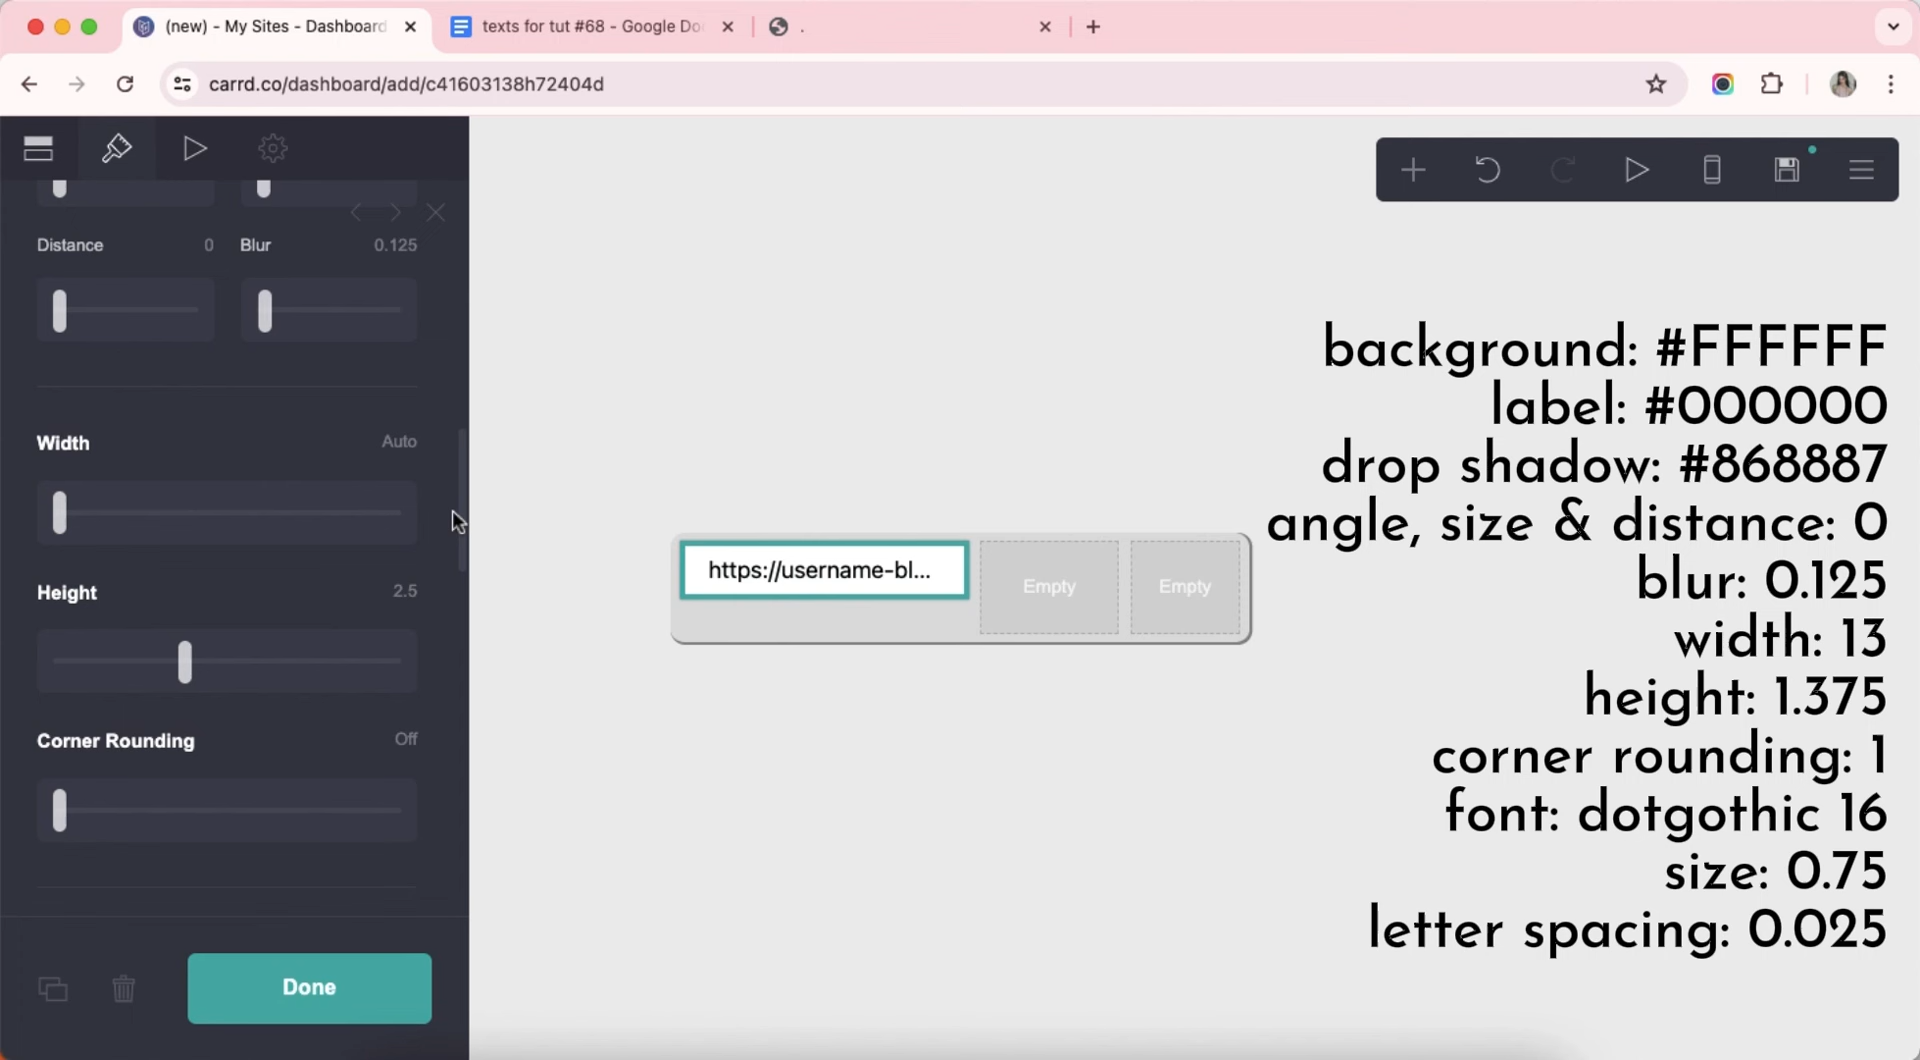 (new) - My Sites - Dashboard
texts for tut #68 - Google Do
.
carrd.co/dashboard/add/c41603138h72404d
Distance 0 Blur 0.125
Width Auto
Height 2.5
Corner Rounding Off
Done
https://username-bl...
Empty
Empty
background: #FFFFFF
label: #000000
drop shadow: #868887
angle, size & distance: 0
blur: 0.125
width: 13
height: 1.375
corner rounding: 1
font: dotgothic 16
size: 0.75
letter spacing: 0.025